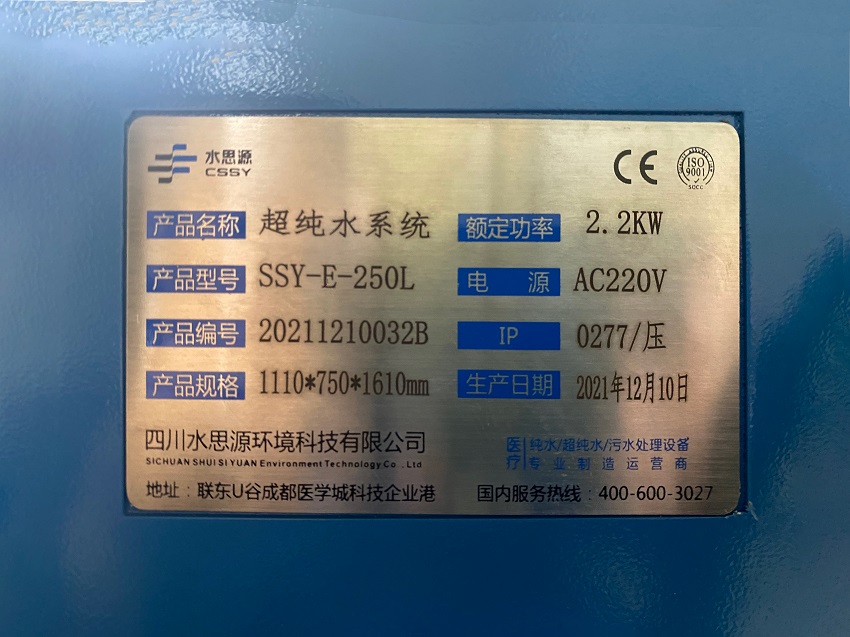 水思源
CSSY
CE
ISO
9001
SQCC
产品名称 超纯水系统 额定功率 2.2KW
产品型号 SSY-E-250L 电 源 AC220V
产品编号 20211210032B IP 0277/压
产品规格 1110*750*1610mm 生产日期 2021年12月10日
四川水思源环境科技有限公司
SICHUAN SHUI SI YUAN Environment Technology Co . Ltd
医疗 纯水/超纯水/污水处理设备
专业制造运营商
地址：联东U谷成都医学城科技企业港 国内服务热线：400-600-3027